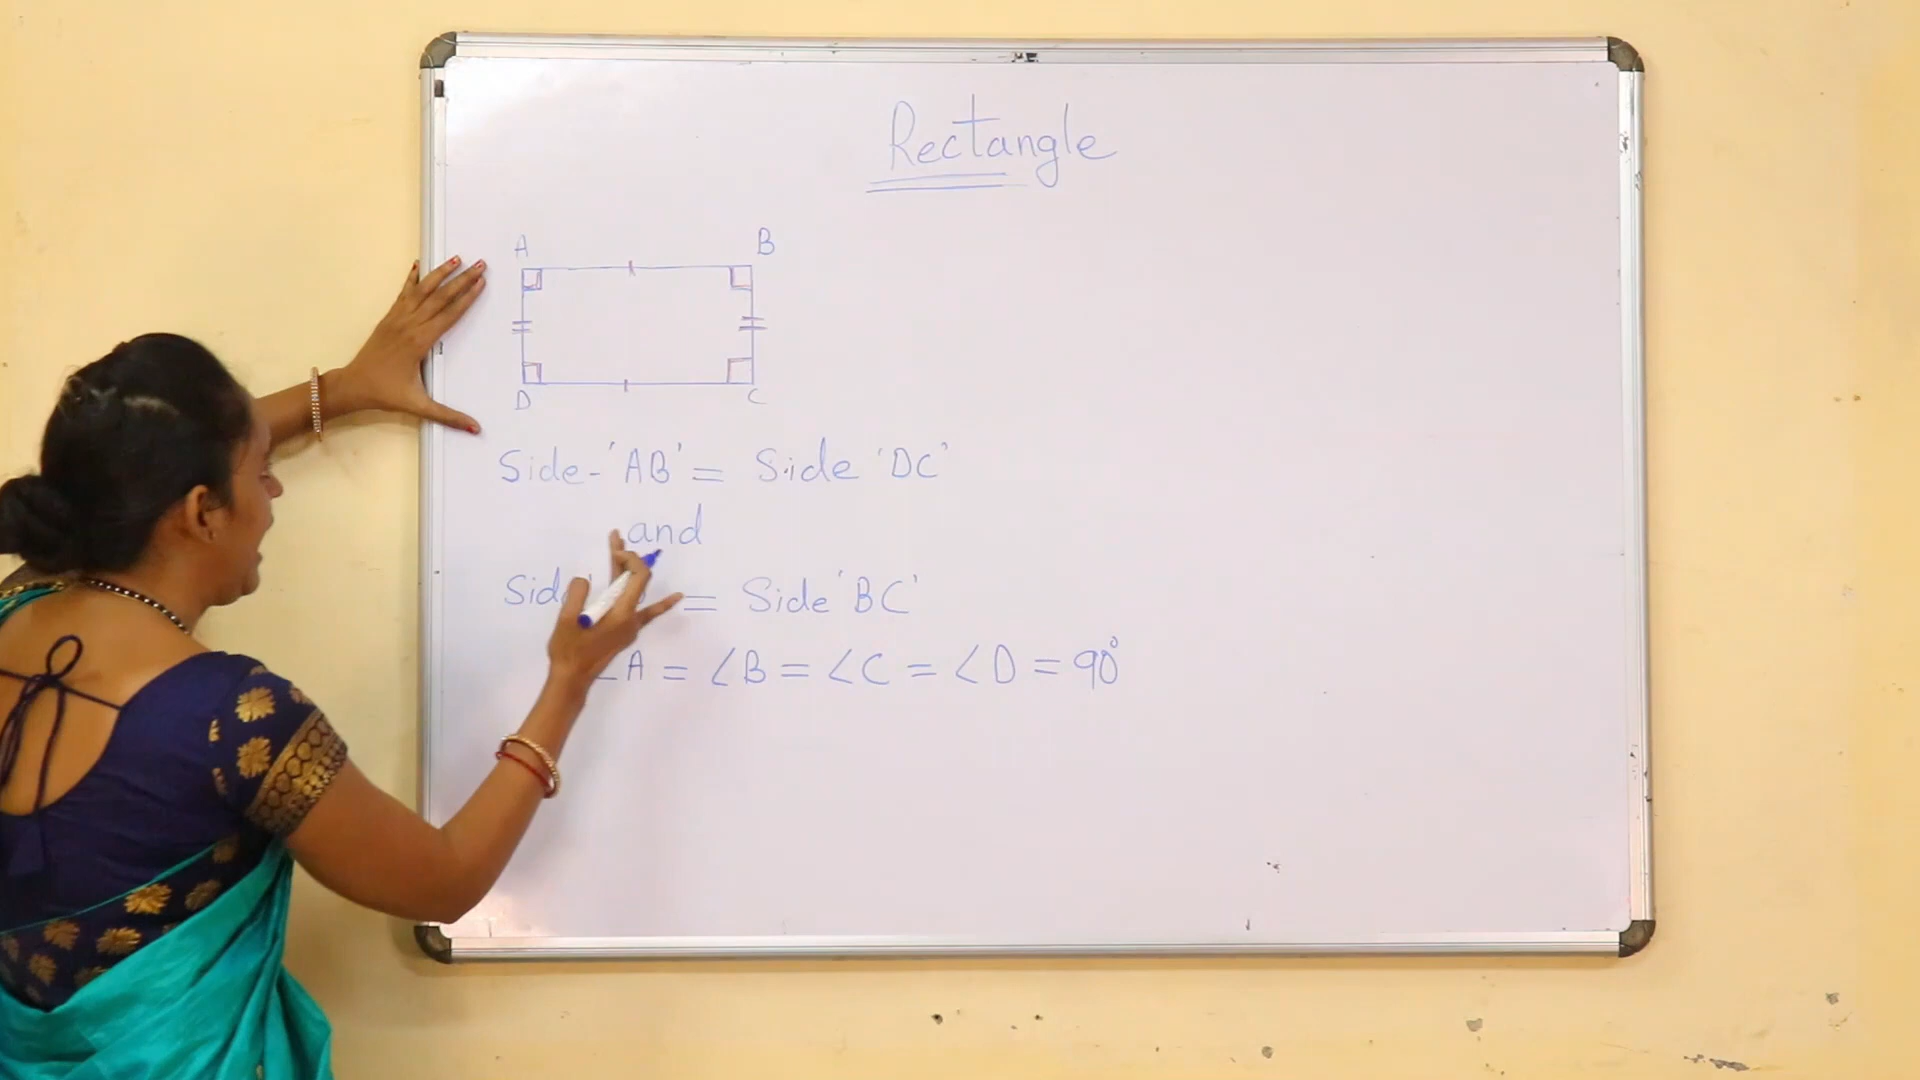 Rectangle
A B
D C
Side-'AB' = Side 'DC'
and
= Side 'BC'
∠A = ∠B = ∠C = ∠D = 90°